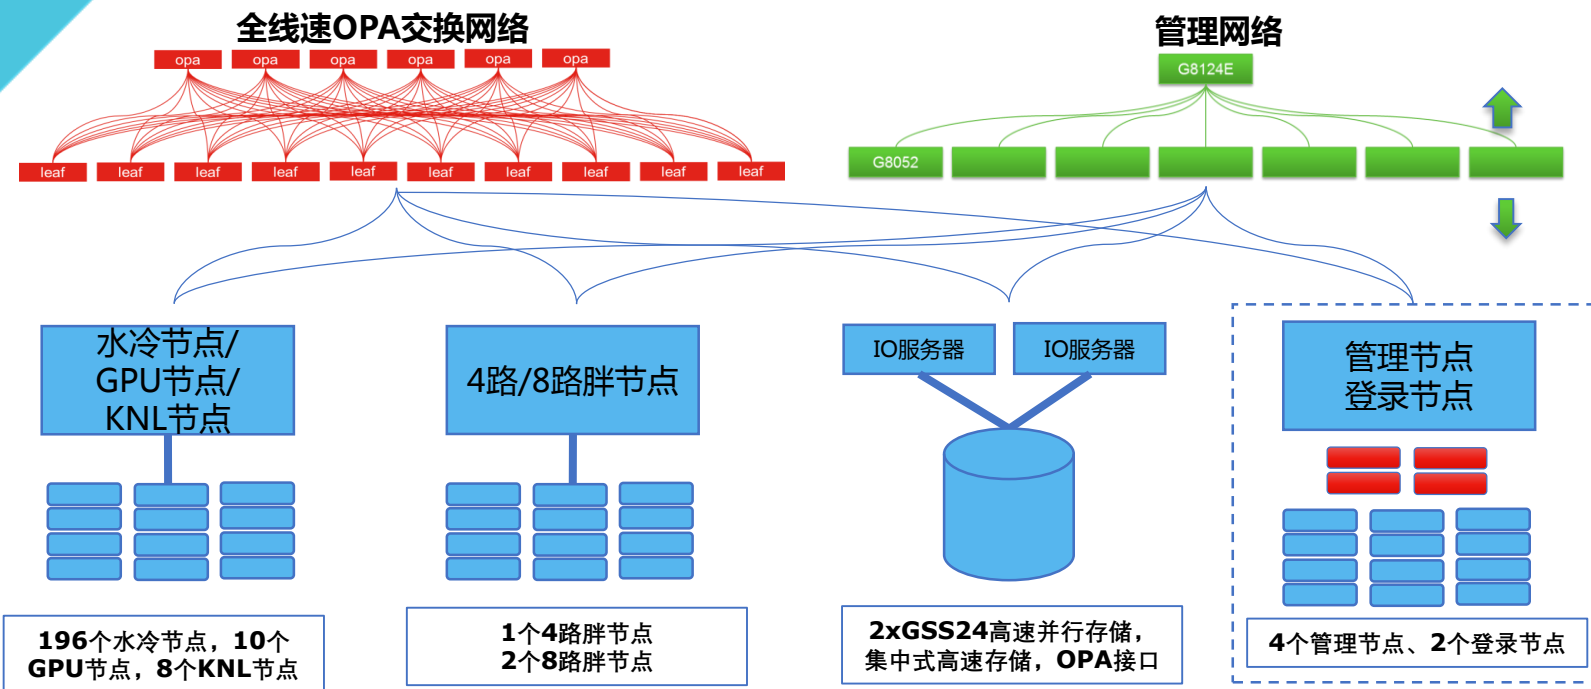 全线速OPA交换网络
管理网络
opa opa opa opa opa opa
leaf leaf leaf leaf leaf leaf leaf leaf leaf leaf
G8124E
G8052
水冷节点/
GPU节点/
KNL节点
4路/8路胖节点
IO服务器
IO服务器
管理节点
登录节点
196个水冷节点，10个
GPU节点，8个KNL节点
1个4路胖节点
2个8路胖节点
2xGSS24高速并行存储，
集中式高速存储，OPA接口
4个管理节点、2个登录节点